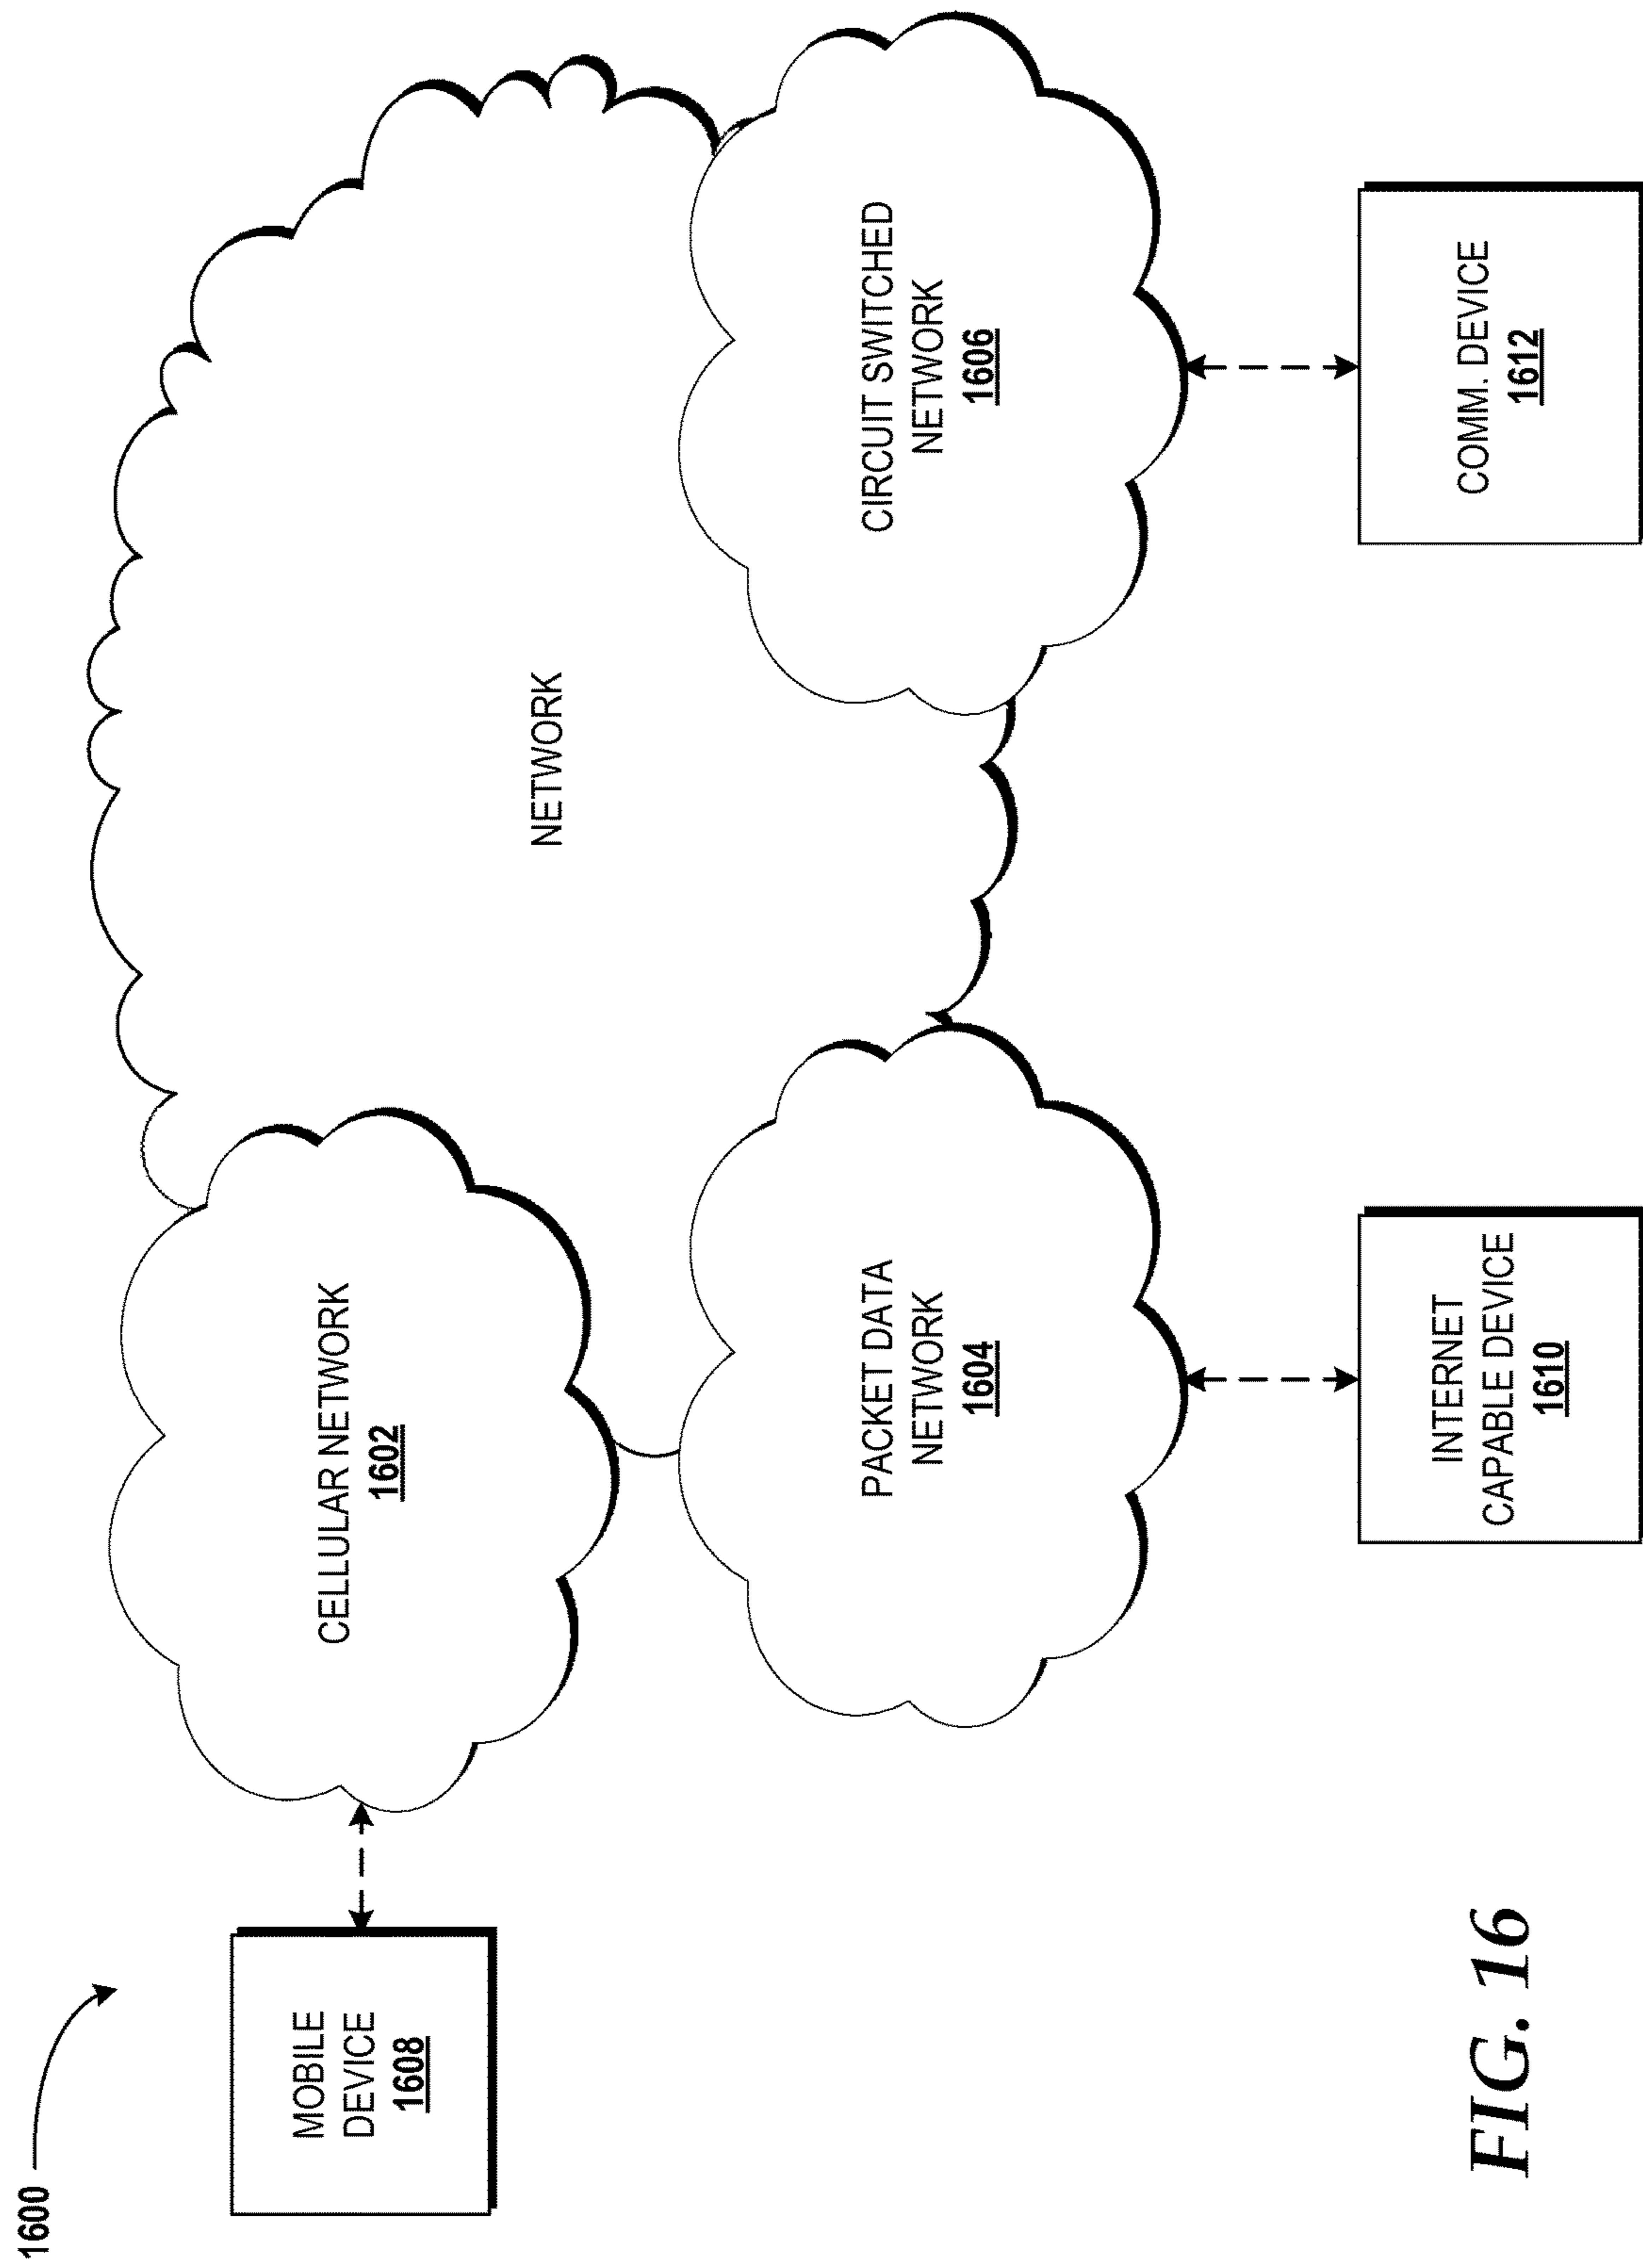 1600
MOBILE
DEVICE
1608
CELLULAR NETWORK
1602
NETWORK
PACKET DATA
NETWORK
1604
CIRCUIT SWITCHED
NETWORK
1606
INTERNET
CAPABLE DEVICE
1610
COMM. DEVICE
1612
FIG. 16